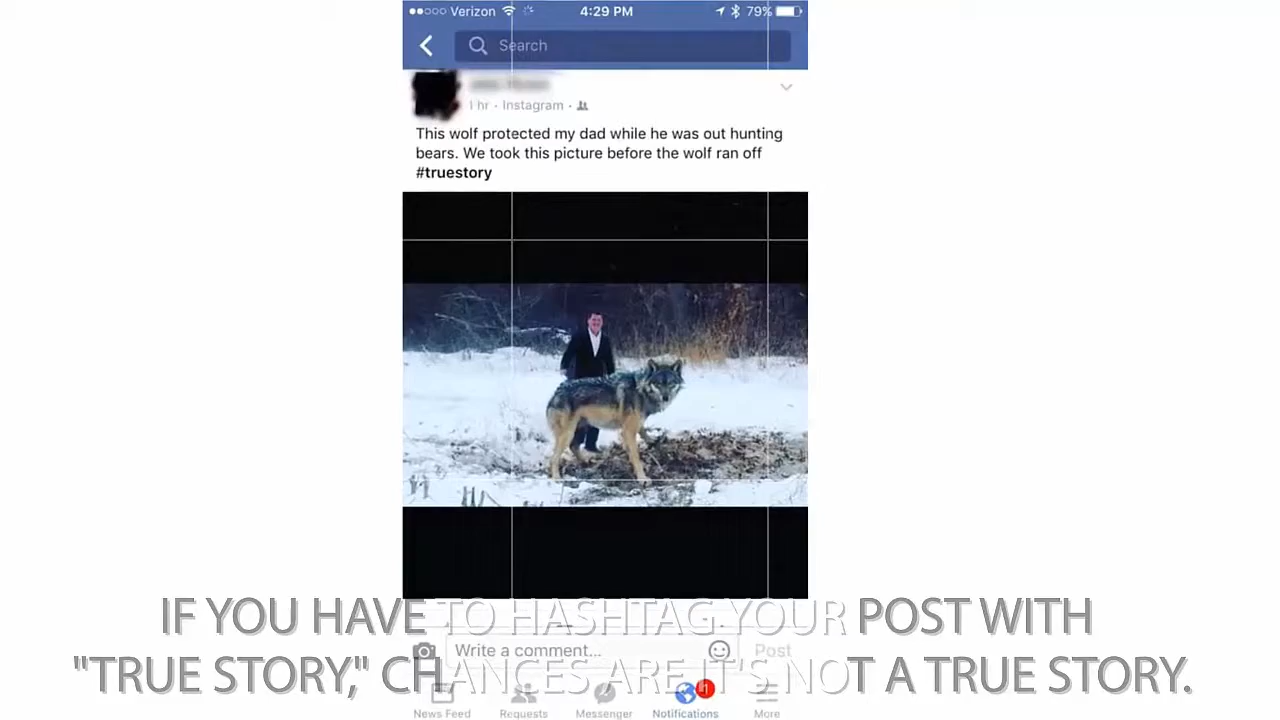 Verizon 4:29 PM 79%
Search
1 hr · Instagram ·
This wolf protected my dad while he was out hunting
bears. We took this picture before the wolf ran off
#truestory
IF YOU HAVE TO HASHTAG YOUR POST WITH
Write a comment... Post
"TRUE STORY," CHANCES ARE IT'S NOT A TRUE STORY.
News Feed Requests Messenger Notifications More